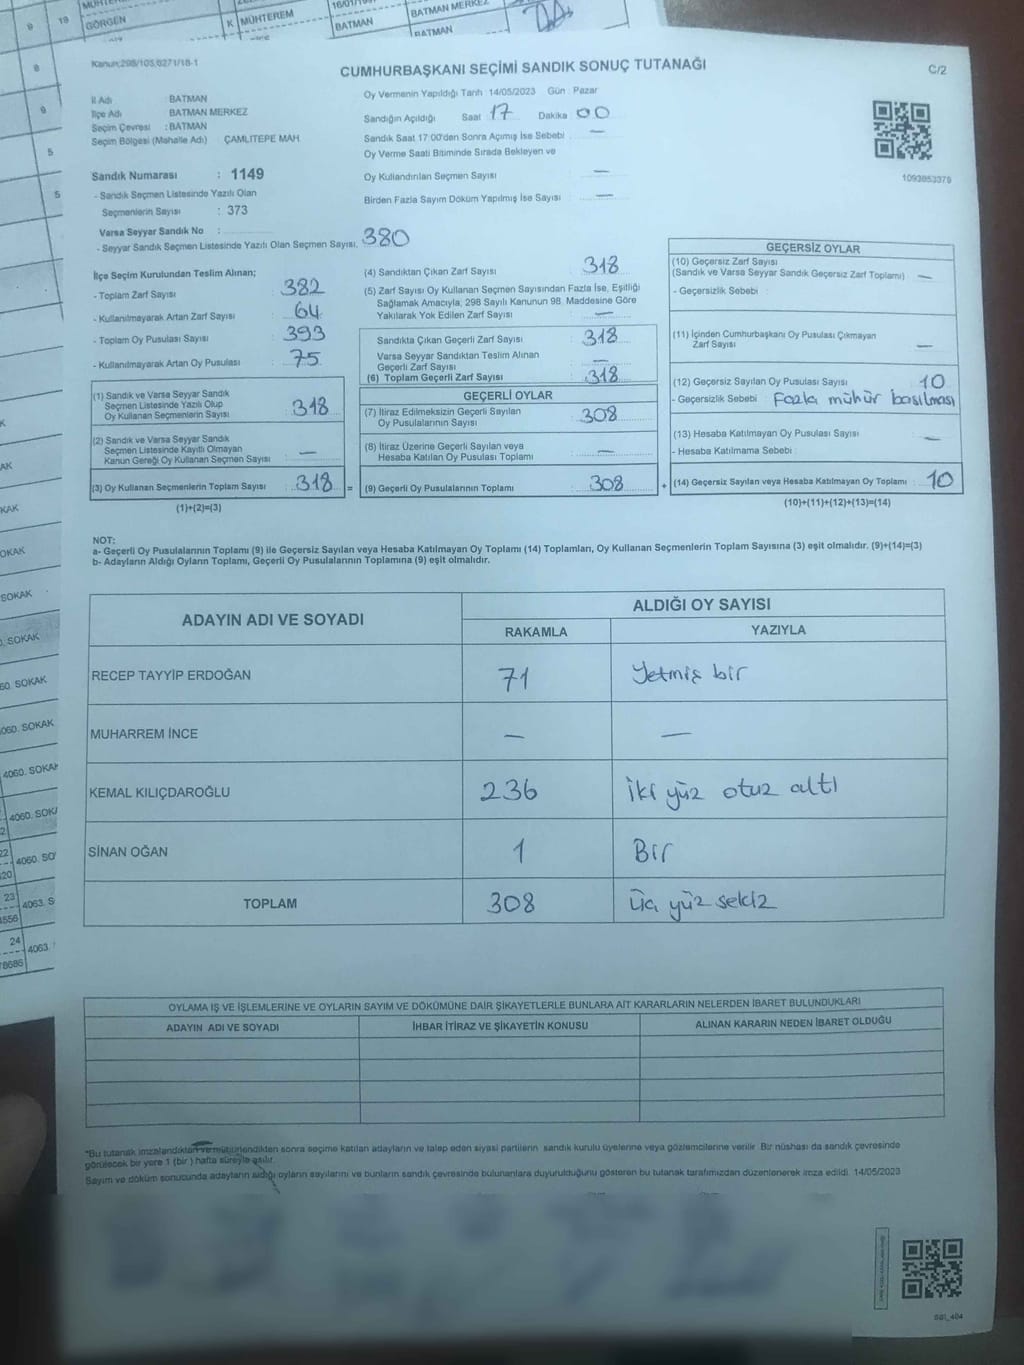 19
GÖRGEN
K
MÜHTEREM
BATMAN
BATMAN MERKEZ
BATMAN
Kanun:298/105,6271/18-1
CUMHURBAŞKANI SEÇİMİ SANDIK SONUÇ TUTANAĞI
C/2
İl Adı : BATMAN
İlçe Adı BATMAN MERKEZ
Seçim Çevresi : BATMAN
Seçim Bölgesi (Mahalle Adı) : ÇAMLITEPE MAH
Oy Vermenin Yapıldığı Tarih :14/05/2023 Gün : Pazar
Sandığın Açıldığı Saat 17 Dakika 00
Sandık Saat 17:00'den Sonra Açımış İse Sebebi —
Oy Verme Saati Bitiminde Sırada Bekleyen ve
Oy Kullandırılan Seçmen Sayısı —
Birden Fazla Sayım Döküm Yapılmış İse Sayısı —
1093853379
Sandık Numarası : 1149
- Sandık Seçmen Listesinde Yazılı Olan
Seçmenlerin Sayısı : 373
Varsa Seyyar Sandık No :
- Seyyar Sandık Seçmen Listesinde Yazılı Olan Seçmen Sayısı. 380
İlçe Seçim Kurulundan Teslim Alınan;
- Toplam Zarf Sayısı : 382
- Kullanılmayarak Artan Zarf Sayısı : 64
- Toplam Oy Pusulası Sayısı : 393
- Kullanılmayarak Artan Oy Pusulası : 75
(1) Sandık ve Varsa Seyyar Sandık
Seçmen Listesinde Yazılı Olup
Oy Kullanan Seçmenlerin Sayısı : 318
(2) Sandık ve Varsa Seyyar Sandık
Seçmen Listesinde Kayıtlı Olmayan
Kanun Gereği Oy Kullanan Seçmen Sayısı —
(3) Oy Kullanan Seçmenlerin Toplam Sayısı : 318 =
(1)+(2)=(3)
(4) Sandıktan Çıkan Zarf Sayısı : 318
(5) Zarf Sayısı Oy Kullanan Seçmen Sayısından Fazla İse, Eşitliği
Sağlamak Amacıyla, 298 Sayılı Kanunun 98. Maddesine Göre
Yakılarak Yok Edilen Zarf Sayısı : —
Sandıkta Çıkan Geçerli Zarf Sayısı : 318
Varsa Seyyar Sandıktan Teslim Alınan
Geçerli Zarf Sayısı : —
(6) Toplam Geçerli Zarf Sayısı : 318
GEÇERLİ OYLAR
(7) İtiraz Edilmeksizin Geçerli Sayılan
Oy Pusulalarının Sayısı : 308
(8) İtiraz Üzerine Geçerli Sayılan veya
Hesaba Katılan Oy Pusulası Toplamı : —
(9) Geçerli Oy Pusulalarının Toplamı : 308 +
GEÇERSİZ OYLAR
(10) Geçersiz Zarf Sayısı
(Sandık ve Varsa Seyyar Sandık Geçersiz Zarf Toplamı) : —
- Geçersizlik Sebebi :
(11) İçinden Cumhurbaşkanı Oy Pusulası Çıkmayan
Zarf Sayısı : —
(12) Geçersiz Sayılan Oy Pusulası Sayısı : 10
- Geçersizlik Sebebi : Fazla mühür basılması
(13) Hesaba Katılmayan Oy Pusulası Sayısı : —
- Hesaba Katılmama Sebebi :
(14) Geçersiz Sayılan veya Hesaba Katılmayan Oy Toplamı : 10
(10)+(11)+(12)+(13)=(14)
NOT:
a- Geçerli Oy Pusulalarının Toplamı (9) ile Geçersiz Sayılan veya Hesaba Katılmayan Oy Toplamı (14) Toplamları, Oy Kullanan Seçmenlerin Toplam Sayısına (3) eşit olmalıdır. (9)+(14)=(3)
b- Adayların Aldığı Oyların Toplamı, Geçerli Oy Pusulalarının Toplamına (9) eşit olmalıdır.
ADAYIN ADI VE SOYADI
ALDIĞI OY SAYISI
RAKAMLA YAZIYLA
RECEP TAYYİP ERDOĞAN 71 Yetmiş bir
MUHARREM İNCE — —
KEMAL KILIÇDAROĞLU 236 İki yüz otuz altı
SİNAN OĞAN 1 Bir
TOPLAM 308 Üç yüz sekiz
OYLAMA İŞ VE İŞLEMLERİNE VE OYLARIN SAYIM VE DÖKÜMÜNE DAİR ŞİKAYETLERLE BUNLARA AİT KARARLARIN NELERDEN İBARET BULUNDUKLARI
ADAYIN ADI VE SOYADI İHBAR İTİRAZ VE ŞİKAYETİN KONUSU ALINAN KARARIN NEDEN İBARET OLDUĞU
*Bu tutanak imzalandıktan ve mühürlendikten sonra seçime katılan adayların ve talep eden siyasi partilerin sandık kurulu üyelerine veya gözlemcilerine verilir. Bir nüshası da sandık çevresinde
görülecek bir yere 1 (bir ) hafta süreyle asılır.
Sayım ve döküm sonucunda adayların aldığı oyların sayılarını ve bunların sandık çevresinde bulunanlara duyurulduğunu gösteren bu tutanak tarafımızdan düzenlenerek imza edildi. 14/05/2023
4060. SOKAK
4063. S
4063.